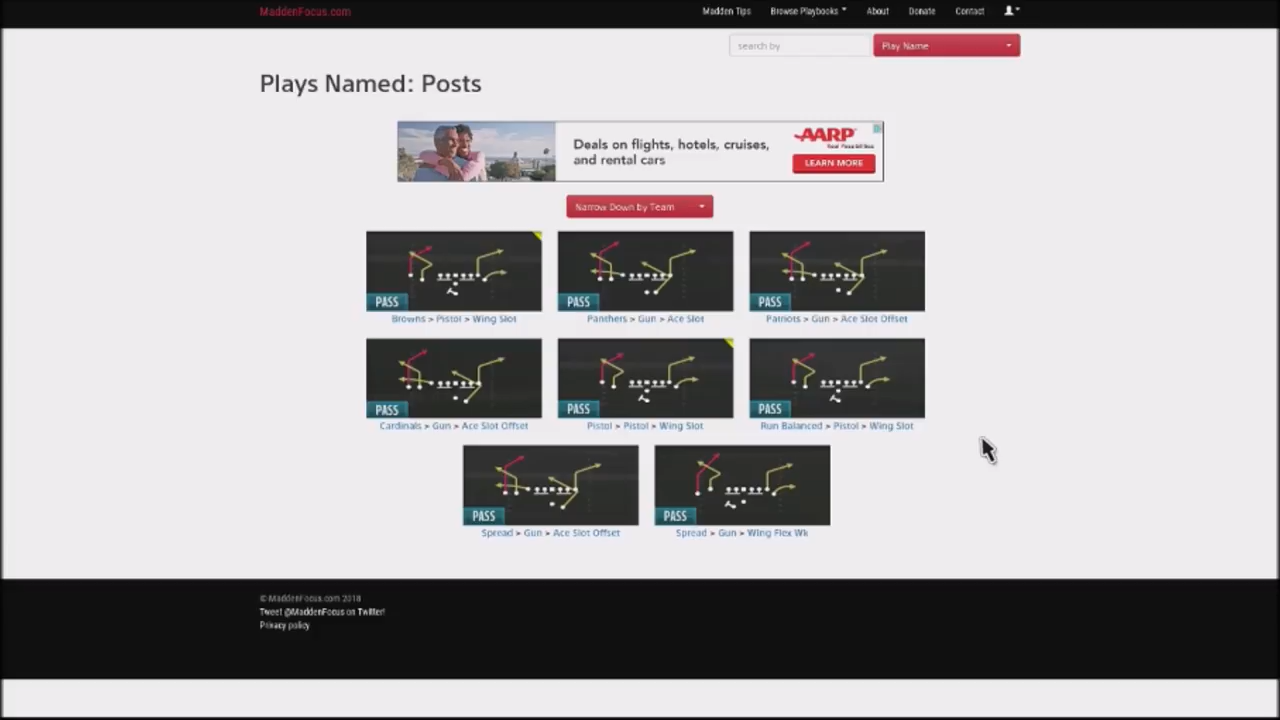 MaddenFocus.com
Madden Tips Browse Playbooks About Donate Contact
search by Play Name
Plays Named: Posts
Deals on flights, hotels, cruises,
and rental cars
AARP
LEARN MORE
Narrow Down by Team
PASS PASS PASS
Browns > Pistol > Wing Slot Panthers > Gun > Ace Slot Patriots > Gun > Ace Slot Offset
PASS PASS PASS
Cardinals > Gun > Ace Slot Offset Pistol > Pistol > Wing Slot Run Balanced > Pistol > Wing Slot
PASS PASS
Spread > Gun > Ace Slot Offset Spread > Gun > Wing Flex Wk
© MaddenFocus.com 2018
Tweet @MaddenFocus on Twitter!
Privacy policy